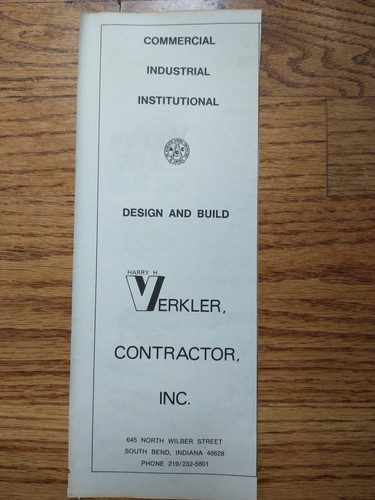 COMMERCIAL
INDUSTRIAL
INSTITUTIONAL
DESIGN AND BUILD
HARRY H.
VERKLER,
CONTRACTOR,
INC.
645 NORTH WILBER STREET
SOUTH BEND, INDIANA 46628
PHONE 219/232-5801